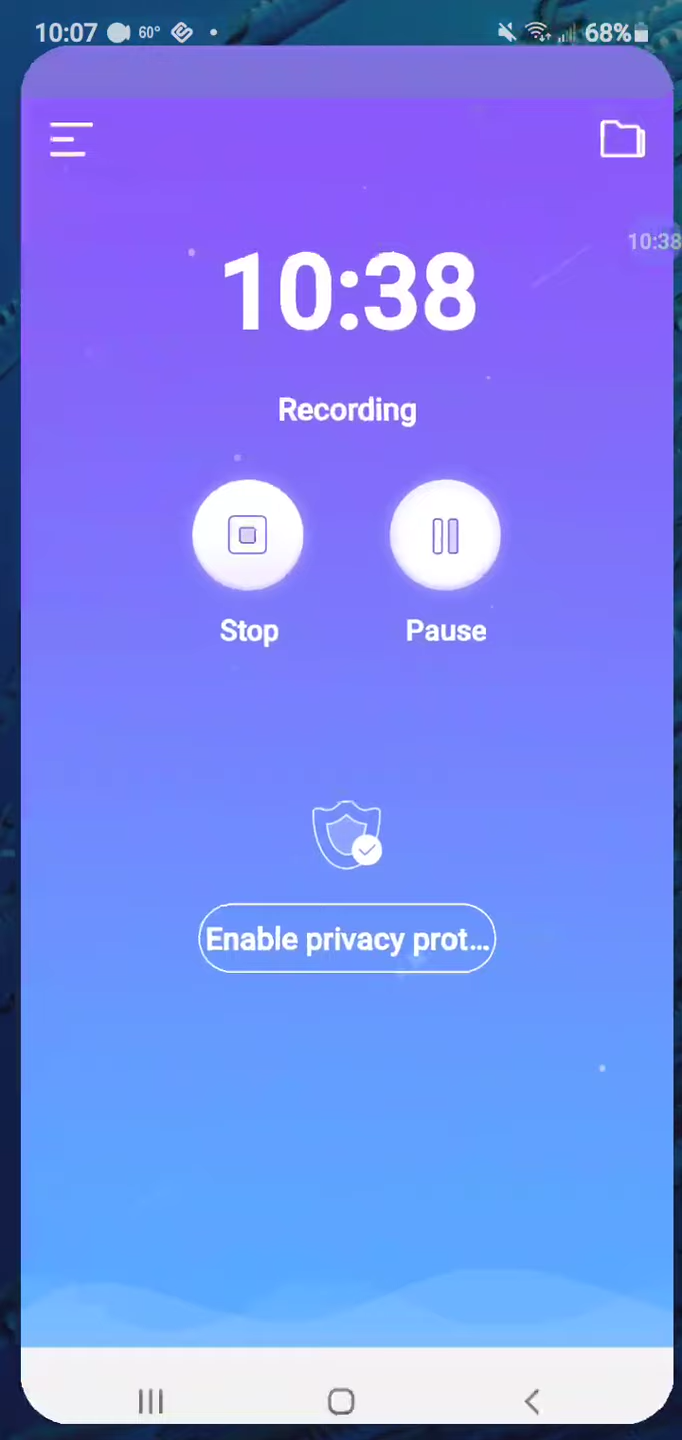 10:07 60° 68%
10:38
10:38
Recording
Stop Pause
Enable privacy prot...